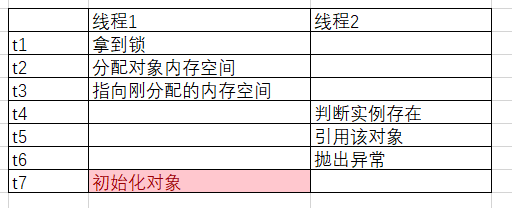 线程1 线程2
t1 拿到锁
t2 分配对象内存空间
t3 指向刚分配的内存空间
t4 判断实例存在
t5 引用该对象
t6 抛出异常
t7 初始化对象